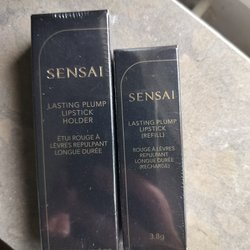 SENSAI
LASTING PLUMP
LIPSTICK
HOLDER
ÉTUI ROUGE À
LÈVRES REPULPANT
LONGUE DURÉE
SENSAI
LASTING PLUMP
LIPSTICK
(REFILL)
ROUGE À LÈVRES
REPULPANT
LONGUE DURÉE
(RECHARGE)
3.8g